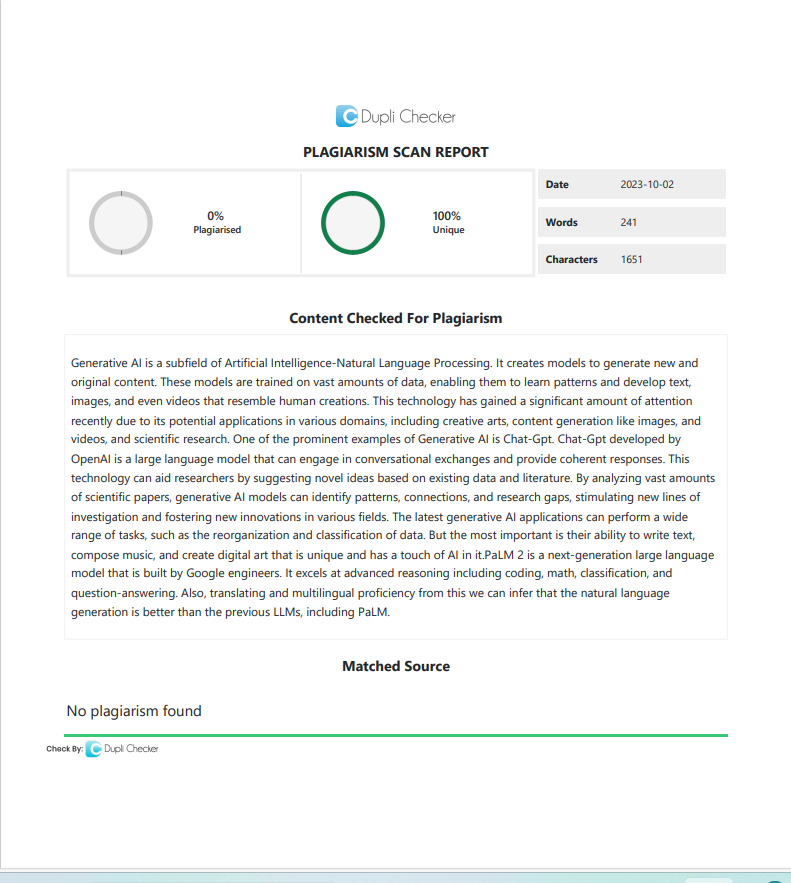 Dupli Checker
PLAGIARISM SCAN REPORT
0%
Plagiarised
100%
Unique
Date 2023-10-02
Words 241
Characters 1651
Content Checked For Plagiarism
Generative AI is a subfield of Artificial Intelligence-Natural Language Processing. It creates models to generate new and
original content. These models are trained on vast amounts of data, enabling them to learn patterns and develop text,
images, and even videos that resemble human creations. This technology has gained a significant amount of attention
recently due to its potential applications in various domains, including creative arts, content generation like images, and
videos, and scientific research. One of the prominent examples of Generative AI is Chat-Gpt. Chat-Gpt developed by
OpenAI is a large language model that can engage in conversational exchanges and provide coherent responses. This
technology can aid researchers by suggesting novel ideas based on existing data and literature. By analyzing vast amounts
of scientific papers, generative AI models can identify patterns, connections, and research gaps, stimulating new lines of
investigation and fostering new innovations in various fields. The latest generative AI applications can perform a wide
range of tasks, such as the reorganization and classification of data. But the most important is their ability to write text,
compose music, and create digital art that is unique and has a touch of AI in it.PaLM 2 is a next-generation large language
model that is built by Google engineers. It excels at advanced reasoning including coding, math, classification, and
question-answering. Also, translating and multilingual proficiency from this we can infer that the natural language
generation is better than the previous LLMs, including PaLM.
Matched Source
No plagiarism found
Check By: Dupli Checker